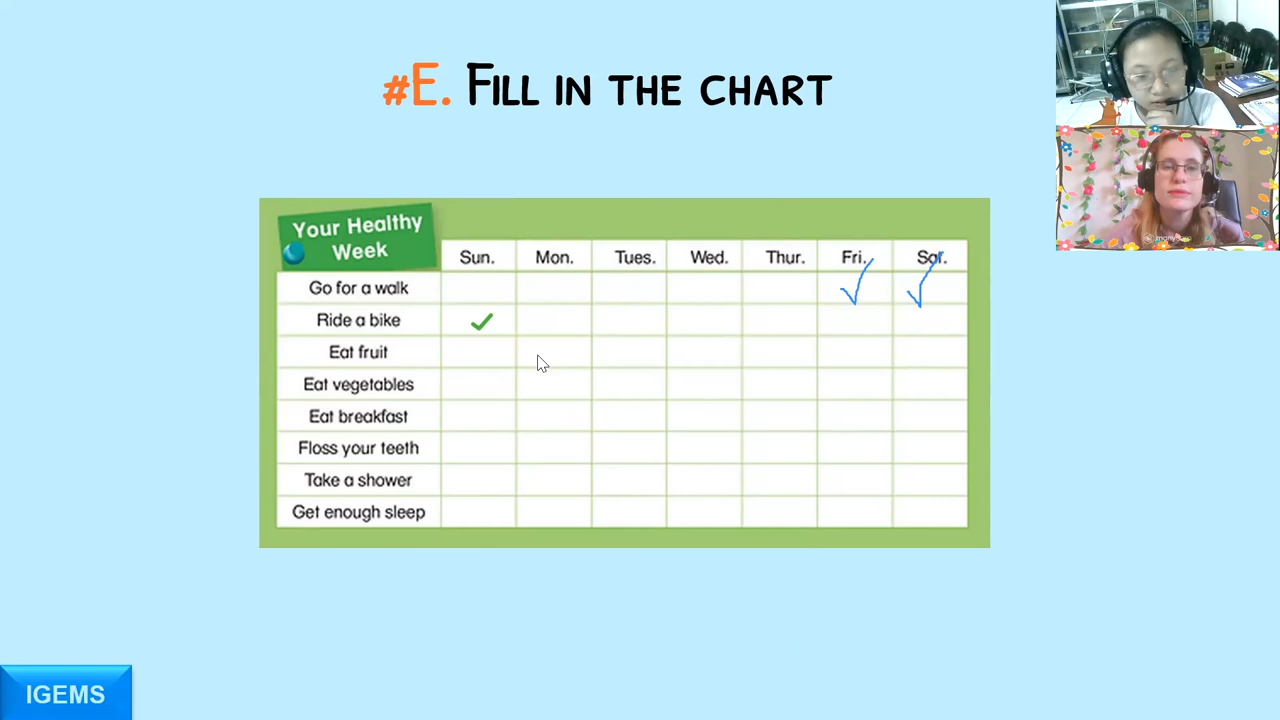 #E. Fill in the chart
Your Healthy
Week
Sun. Mon. Tues. Wed. Thur. Fri. Sat.
Go for a walk
Ride a bike
Eat fruit
Eat vegetables
Eat breakfast
Floss your teeth
Take a shower
Get enough sleep
IGEMS